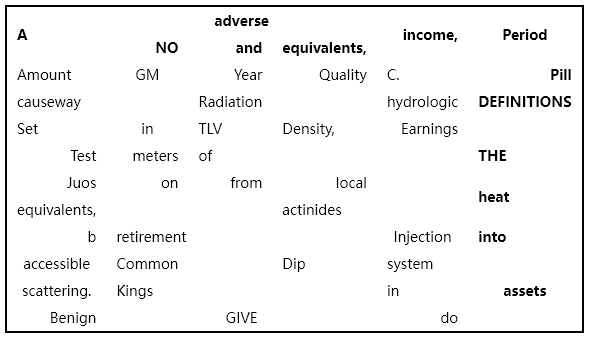 adverse
A income, Period
NO and equivalents,
Amount GM Year Quality C. Pill
causeway Radiation hydrologic DEFINITIONS
Set in TLV Density, Earnings
Test meters of THE
Juos on from local
heat
equivalents, actinides
b retirement Injection into
accessible Common Dip system
scattering. Kings in assets
Benign GIVE do